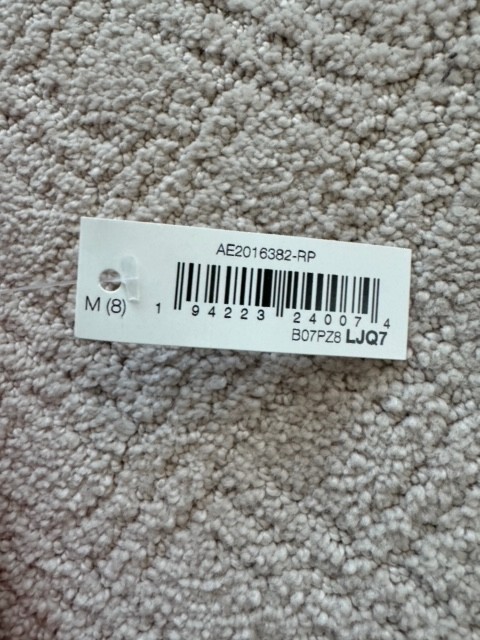 AE2016382-RP
M (8)
1 94223 24007 4
B07PZ8 LJQ7